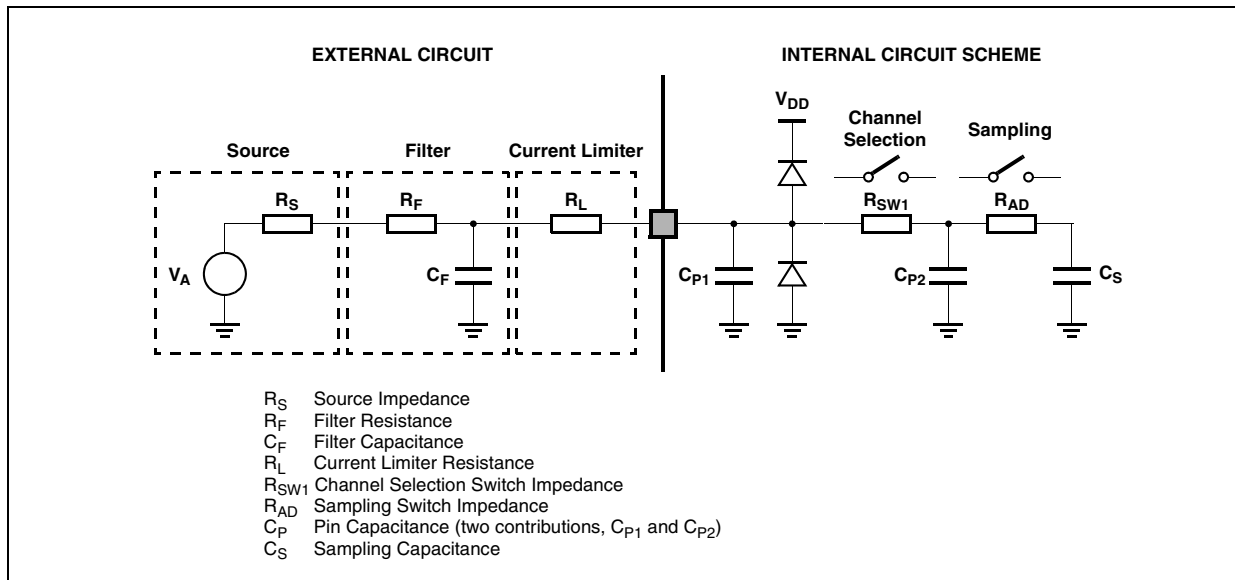 EXTERNAL CIRCUIT
INTERNAL CIRCUIT SCHEME
VDD
Channel
Selection
Sampling
Source
Filter
Current Limiter
RS
RF
RL
RSW1
RAD
VA
CF
CP1
CP2
CS
RS Source Impedance
RF Filter Resistance
CF Filter Capacitance
RL Current Limiter Resistance
RSW1 Channel Selection Switch Impedance
RAD Sampling Switch Impedance
CP Pin Capacitance (two contributions, CP1 and CP2)
CS Sampling Capacitance